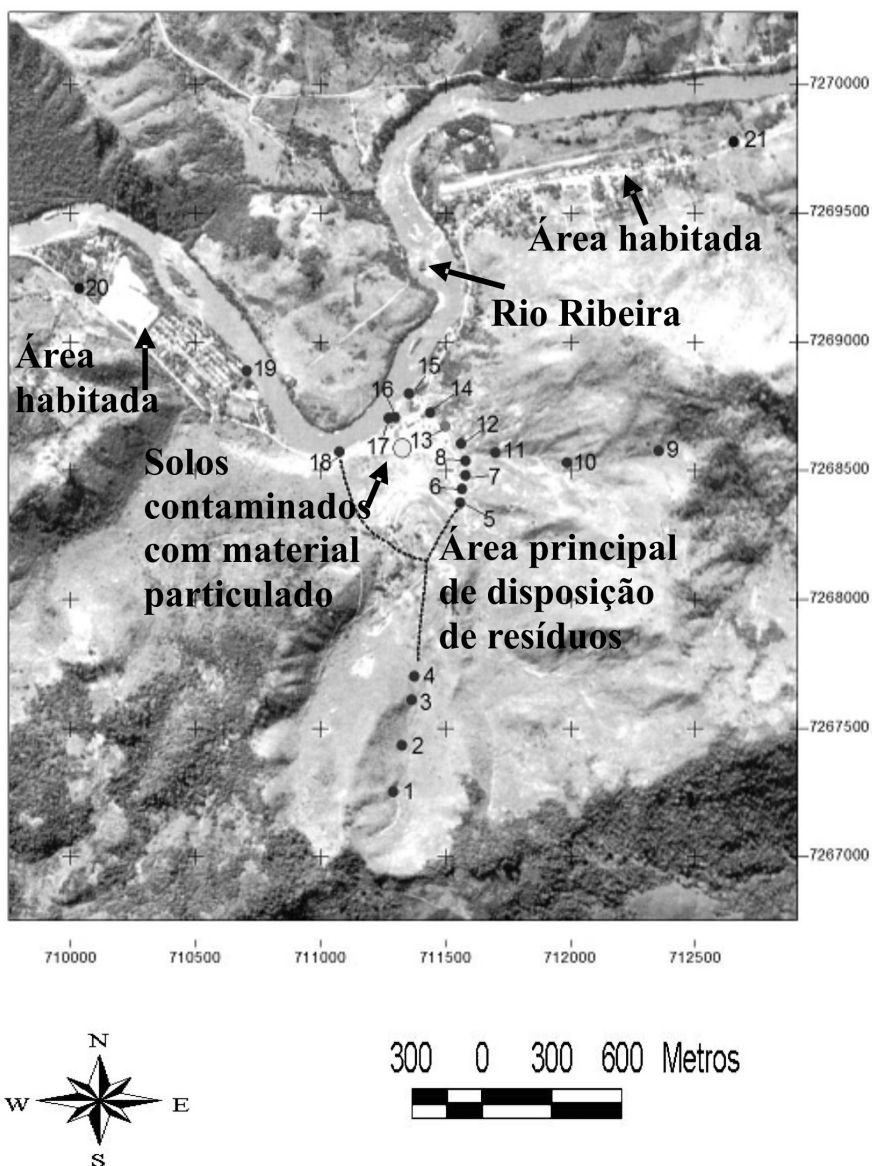 7270000
21
7269500
Área habitada
Rio Ribeira
20
7269000
Área
habitada
19
16
15
14
17
13
12
18
8
11
10
9
7268500
7
6
5
Solos
contaminados
com material
particulado
Área principal
de disposição
de resíduos
7268000
4
3
7267500
2
1
7267000
710000
710500
711000
711500
712000
712500
N
W
E
S
300 0 300 600 Metros